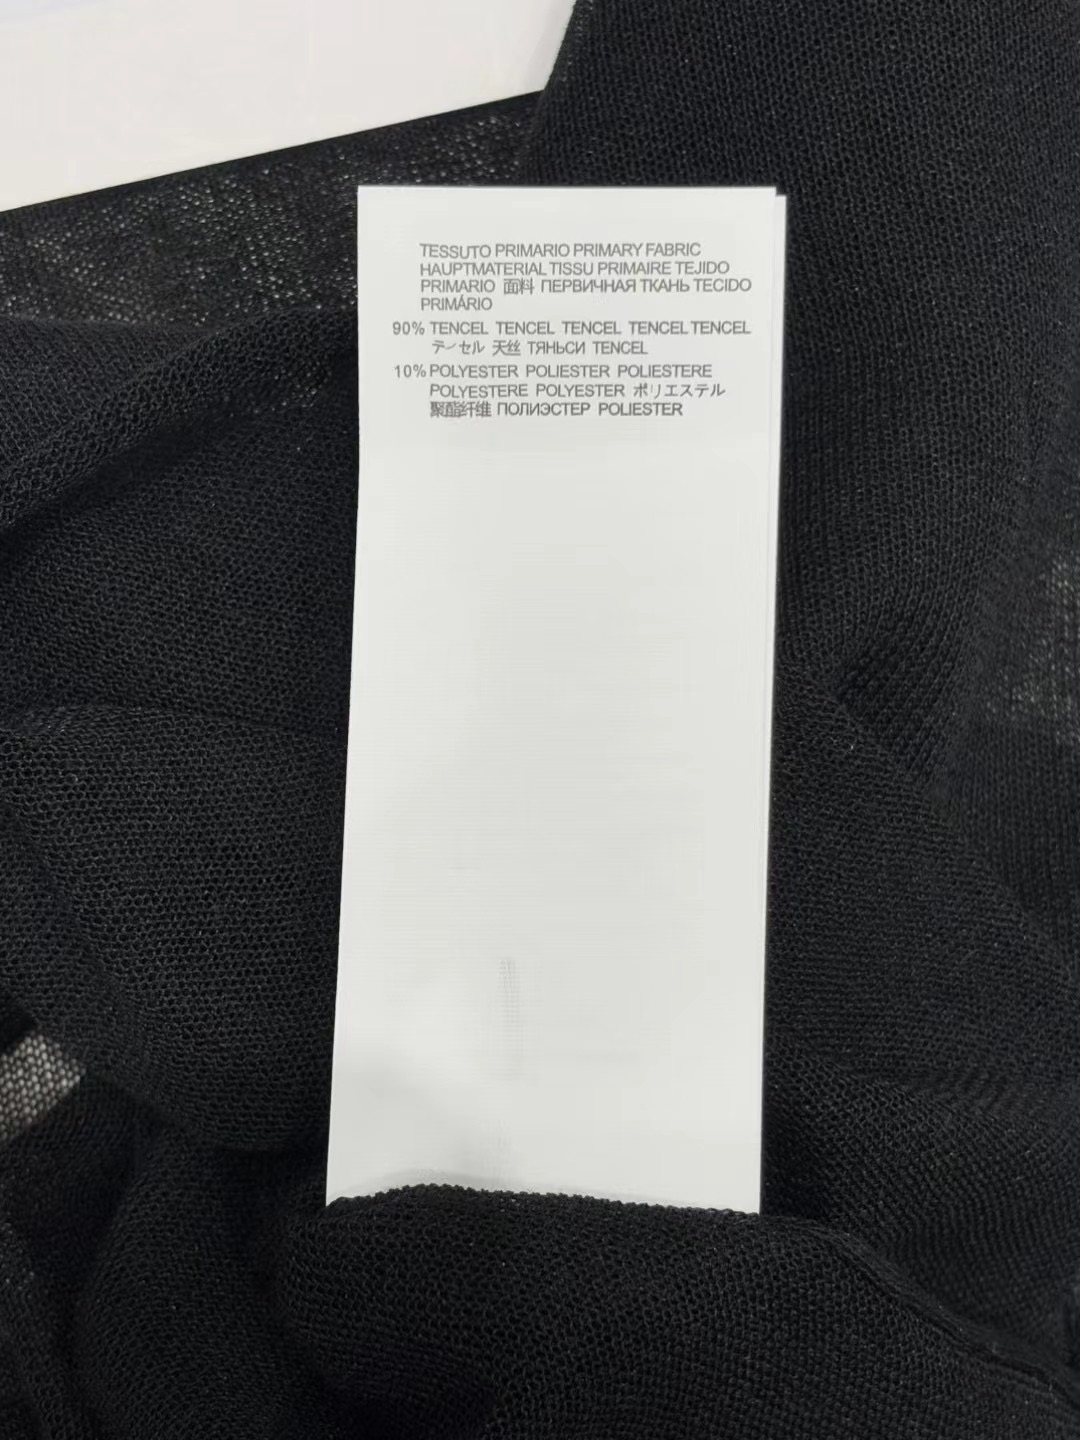 TESSUTO PRIMARIO PRIMARY FABRIC
HAUPTMATERIAL TISSU PRIMAIRE TEJIDO
PRIMARIO 面料 ПЕРВИЧНАЯ ТКАНЬ TECIDO
PRIMÁRIO
90% TENCEL TENCEL TENCEL TENCEL TENCEL
テンセル 天丝 ТЯНЬСИ TENCEL
10% POLYESTER POLIESTER POLIESTERE
POLYESTERE POLYESTER ポリエステル
聚酯纤维 ПОЛИЭСТЕР POLIESTER